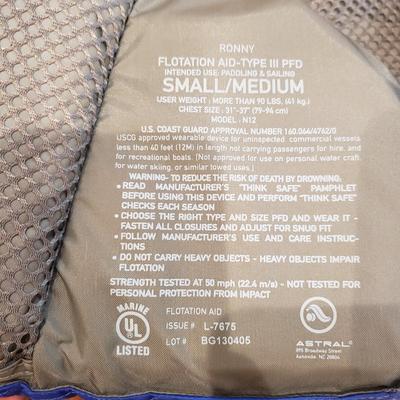 RONNY
FLOTATION AID-TYPE III PFD
INTENDED USE: PADDLING & SAILING
SMALL/MEDIUM
USER WEIGHT: MORE THAN 90 LBS. (41 kg.)
CHEST SIZE: 31"-37" (79-94 cm)
MODEL: N12
U.S. COAST GUARD APPROVAL NUMBER 160.064/4762/0
USCG approved wearable device for uninspected commercial vessels
less than 40 feet (12M) in length not carrying passengers for hire, and
for recreational boats. (Not approved for use on personal water craft,
for water skiing, or similar towed uses.)
WARNING- TO REDUCE THE RISK OF DEATH BY DROWNING:
• READ MANUFACTURER'S "THINK SAFE" PAMPHLET
BEFORE USING THIS DEVICE AND PERFORM "THINK SAFE"
CHECKS EACH SEASON
• CHOOSE THE RIGHT TYPE AND SIZE PFD AND WEAR IT -
FASTEN ALL CLOSURES AND ADJUST FOR SNUG FIT
• FOLLOW MANUFACTURER'S USE AND CARE INSTRUC-
TIONS
• DO NOT CARRY HEAVY OBJECTS - HEAVY OBJECTS IMPAIR
FLOTATION
STRENGTH TESTED AT 50 mph (22.4 m/s) - NOT TESTED FOR
PERSONAL PROTECTION FROM IMPACT
MARINE
UL
LISTED
FLOTATION AID
ISSUE # L-7675
LOT # BG130405
ASTRAL
Broadway Street
Asheville, NC 28804